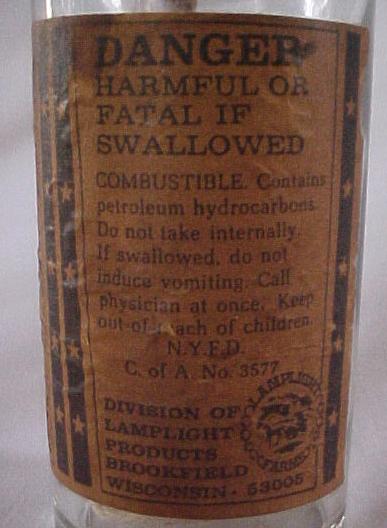 DANGER
HARMFUL OR
FATAL IF
SWALLOWED
COMBUSTIBLE. Contains
petroleum hydrocarbons.
Do not take internally.
If swallowed, do not
induce vomiting. Call
physician at once. Keep
out of reach of children.
N.Y.F.D.
C. of A. No. 3577
DIVISION OF
LAMPLIGHT
PRODUCTS
BROOKFIELD
WISCONSIN · 53005
LAMPLIGHT
FARMS